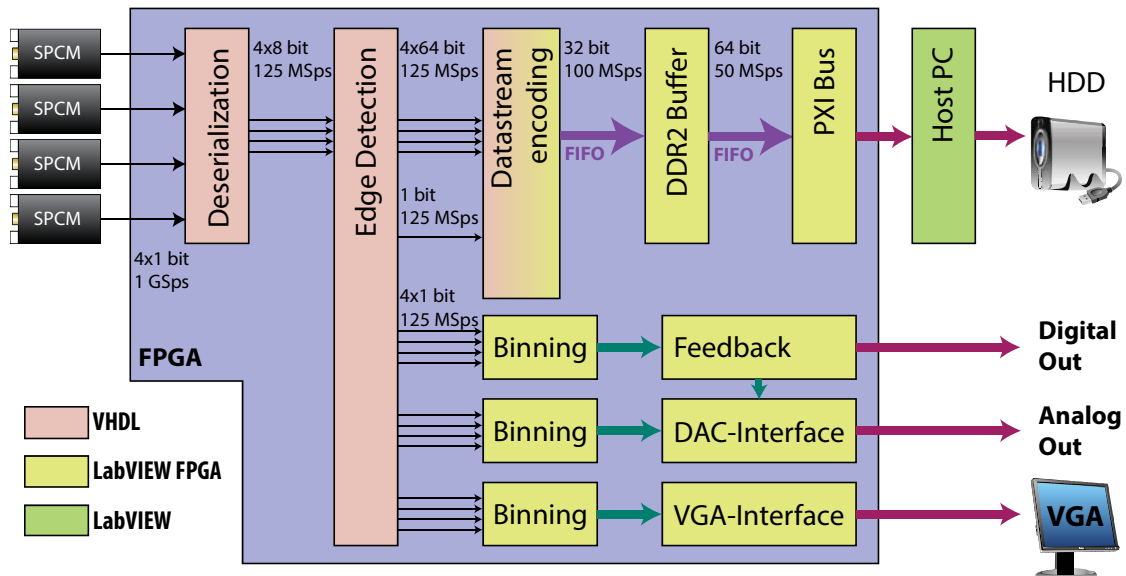 SPCM
SPCM
SPCM
SPCM
4x1 bit
1 GSps
Deserialization
4x8 bit
125 MSps
Edge Detection
4x64 bit
125 MSps
1 bit
125 MSps
4x1 bit
125 MSps
Datastream
encoding
32 bit
100 MSps
FIFO
DDR2 Buffer
64 bit
50 MSps
FIFO
PXI Bus
Host PC
HDD
Binning
Feedback
Digital
Out
Binning
DAC-Interface
Analog
Out
Binning
VGA-Interface
VGA
FPGA
VHDL
LabVIEW FPGA
LabVIEW